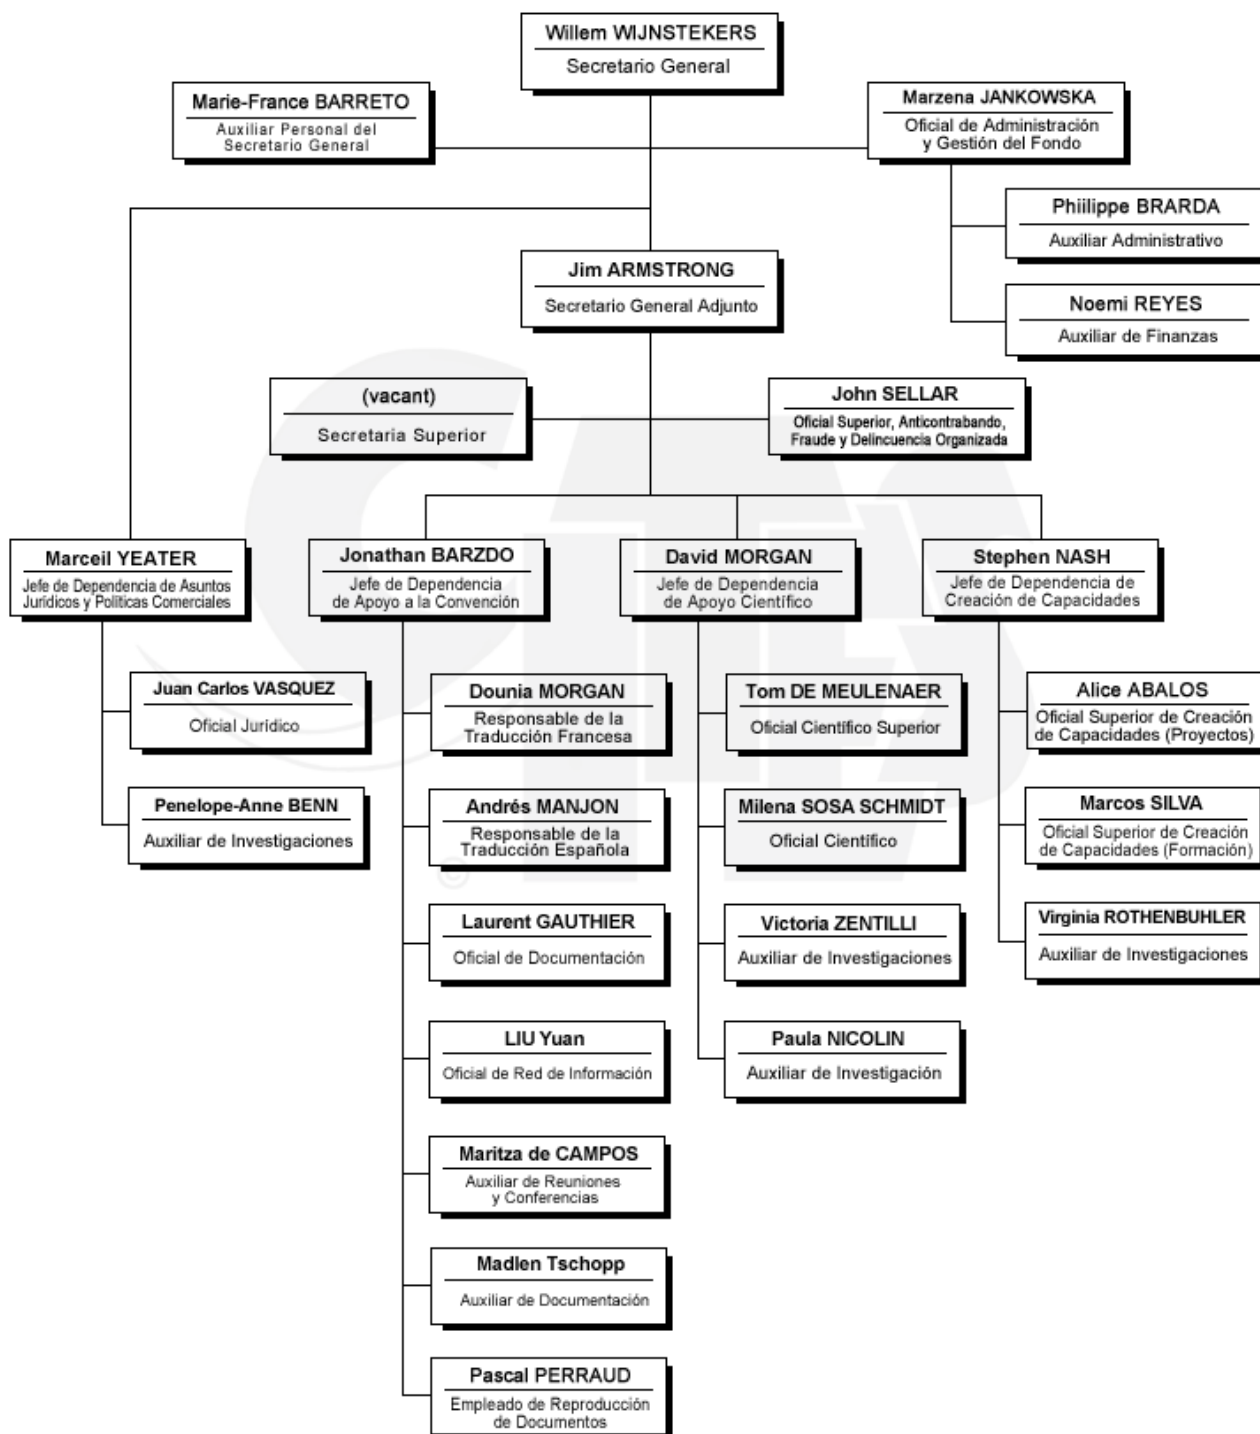 Willem WIJNSTEKERS
Secretario General
Marie-France BARRETO
Auxiliar Personal del
Secretario General
Marzena JANKOWSKA
Oficial de Administración
y Gestión del Fondo
Phiilippe BRARDA
Auxiliar Administrativo
Noemi REYES
Auxiliar de Finanzas
Jim ARMSTRONG
Secretario General Adjunto
(vacant)
Secretaria Superior
John SELLAR
Oficial Superior, Anticontrabando,
Fraude y Delincuencia Organizada
Marceil YEATER
Jefe de Dependencia de Asuntos
Jurídicos y Políticas Comerciales
Juan Carlos VASQUEZ
Oficial Jurídico
Penelope-Anne BENN
Auxiliar de Investigaciones
Jonathan BARZDO
Jefe de Dependencia
de Apoyo a la Convención
Dounia MORGAN
Responsable de la
Traducción Francesa
Andrés MANJON
Responsable de la
Traducción Española
Laurent GAUTHIER
Oficial de Documentación
LIU Yuan
Oficial de Red de Información
Maritza de CAMPOS
Auxiliar de Reuniones
y Conferencias
Madlen Tschopp
Auxiliar de Documentación
Pascal PERRAUD
Empleado de Reproducción
de Documentos
David MORGAN
Jefe de Dependencia
de Apoyo Científico
Tom DE MEULENAER
Oficial Científico Superior
Milena SOSA SCHMIDT
Oficial Científico
Victoria ZENTILLI
Auxiliar de Investigaciones
Paula NICOLIN
Auxiliar de Investigación
Stephen NASH
Jefe de Dependencia de
Creación de Capacidades
Alice ABALOS
Oficial Superior de Creación
de Capacidades (Proyectos)
Marcos SILVA
Oficial Superior de Creación
de Capacidades (Formación)
Virginia ROTHENBUHLER
Auxiliar de Investigaciones
CITES
©